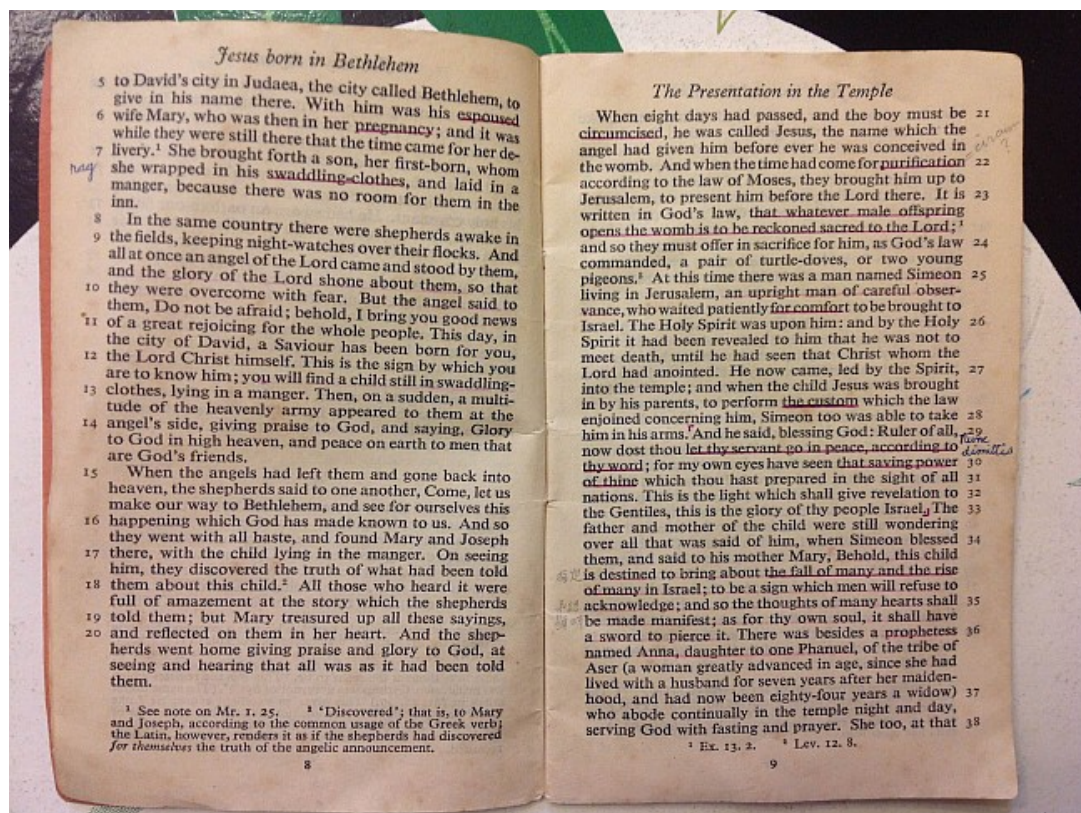 Jesus born in Bethlehem
5 to David's city in Judaea, the city called Bethlehem, to
give in his name there. With him was his espoused
6 wife Mary, who was then in her pregnancy; and it was
while they were still there that the time came for her de-
7 livery.¹ She brought forth a son, her first-born, whom
rag she wrapped in his swaddling-clothes, and laid in a
manger, because there was no room for them in the
inn.
8 In the same country there were shepherds awake in
9 the fields, keeping night-watches over their flocks. And
all at once an angel of the Lord came and stood by them,
and the glory of the Lord shone about them, so that
10 they were overcome with fear. But the angel said to
them, Do not be afraid; behold, I bring you good news
11 of a great rejoicing for the whole people. This day, in
the city of David, a Saviour has been born for you,
12 the Lord Christ himself. This is the sign by which you
are to know him; you will find a child still in swaddling-
13 clothes, lying in a manger. Then, on a sudden, a multi-
tude of the heavenly army appeared to them at the
14 angel's side, giving praise to God, and saying, Glory
to God in high heaven, and peace on earth to men that
are God's friends.
15 When the angels had left them and gone back into
heaven, the shepherds said to one another, Come, let us
make our way to Bethlehem, and see for ourselves this
16 happening which God has made known to us. And so
they went with all haste, and found Mary and Joseph
17 there, with the child lying in the manger. On seeing
him, they discovered the truth of what had been told
18 them about this child.² All those who heard it were
full of amazement at the story which the shepherds
19 told them; but Mary treasured up all these sayings,
20 and reflected on them in her heart. And the shep-
herds went home giving praise and glory to God, at
seeing and hearing that all was as it had been told
them.
¹ See note on Mr. 1, 25. ² 'Discovered'; that is, to Mary
and Joseph, according to the common usage of the Greek verb;
the Latin, however, renders it as if the shepherds had discovered
for themselves the truth of the angelic announcement.
8
The Presentation in the Temple
When eight days had passed, and the boy must be 21
circumcised, he was called Jesus, the name which the
angel had given him before ever he was conceived in
the womb. And when the time had come for purification 22
according to the law of Moses, they brought him up to
Jerusalem, to present him before the Lord there. It is 23
written in God's law, that whatever male offspring
opens the womb is to be reckoned sacred to the Lord;¹
and so they must offer in sacrifice for him, as God's law 24
commanded, a pair of turtle-doves, or two young
pigeons.² At this time there was a man named Simeon 25
living in Jerusalem, an upright man of careful obser-
vance, who waited patiently for comfort to be brought to
Israel. The Holy Spirit was upon him: and by the Holy 26
Spirit it had been revealed to him that he was not to
meet death, until he had seen that Christ whom the
Lord had anointed. He now came, led by the Spirit, 27
into the temple; and when the child Jesus was brought
in by his parents, to perform the custom which the law
enjoined concerning him, Simeon too was able to take 28
him in his arms. And he said, blessing God: Ruler of all, 29
now dost thou let thy servant go in peace, according to Nunc dimittis
thy word; for my own eyes have seen that saving power 30
of thine which thou hast prepared in the sight of all 31
nations. This is the light which shall give revelation to 32
the Gentiles, this is the glory of thy people Israel. The 33
father and mother of the child were still wondering
over all that was said of him, when Simeon blessed 34
them, and said to his mother Mary, Behold, this child
is destined to bring about the fall of many and the rise
of many in Israel; to be a sign which men will refuse to
acknowledge; and so the thoughts of many hearts shall 35
be made manifest; as for thy own soul, it shall have
a sword to pierce it. There was besides a prophetess 36
named Anna, daughter to one Phanuel, of the tribe of
Aser (a woman greatly advanced in age, since she had
lived with a husband for seven years after her maiden-
hood, and had now been eighty-four years a widow) 37
who abode continually in the temple night and day,
serving God with fasting and prayer. She too, at that 38
¹ Ex. 13. 2. ² Lev. 12. 8.
9